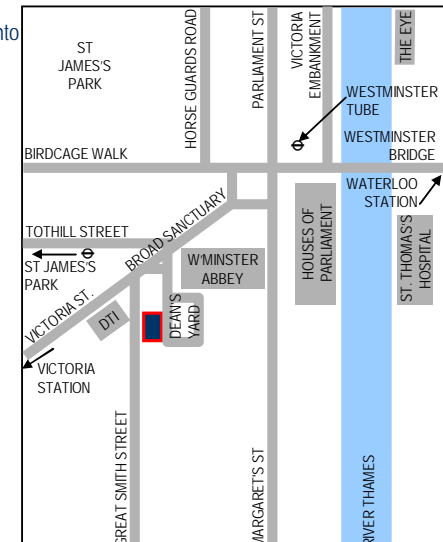 nto
ST
JAMES'S
PARK
HORSE GUARDS ROAD
PARLIAMENT ST
VICTORIA
EMBANKMENT
THE EYE
WESTMINSTER
TUBE
WESTMINSTER
BRIDGE
BIRDCAGE WALK
WATERLOO
STATION
TOTHILL STREET
BROAD SANCTUARY
ST JAMES'S
PARK
W'MINSTER
ABBEY
HOUSES OF
PARLIAMENT
ST. THOMAS'S
HOSPITAL
VICTORIA ST.
DTI
DEAN'S
YARD
VICTORIA
STATION
GREAT SMITH STREET
MARGARET'S ST
RIVER THAMES